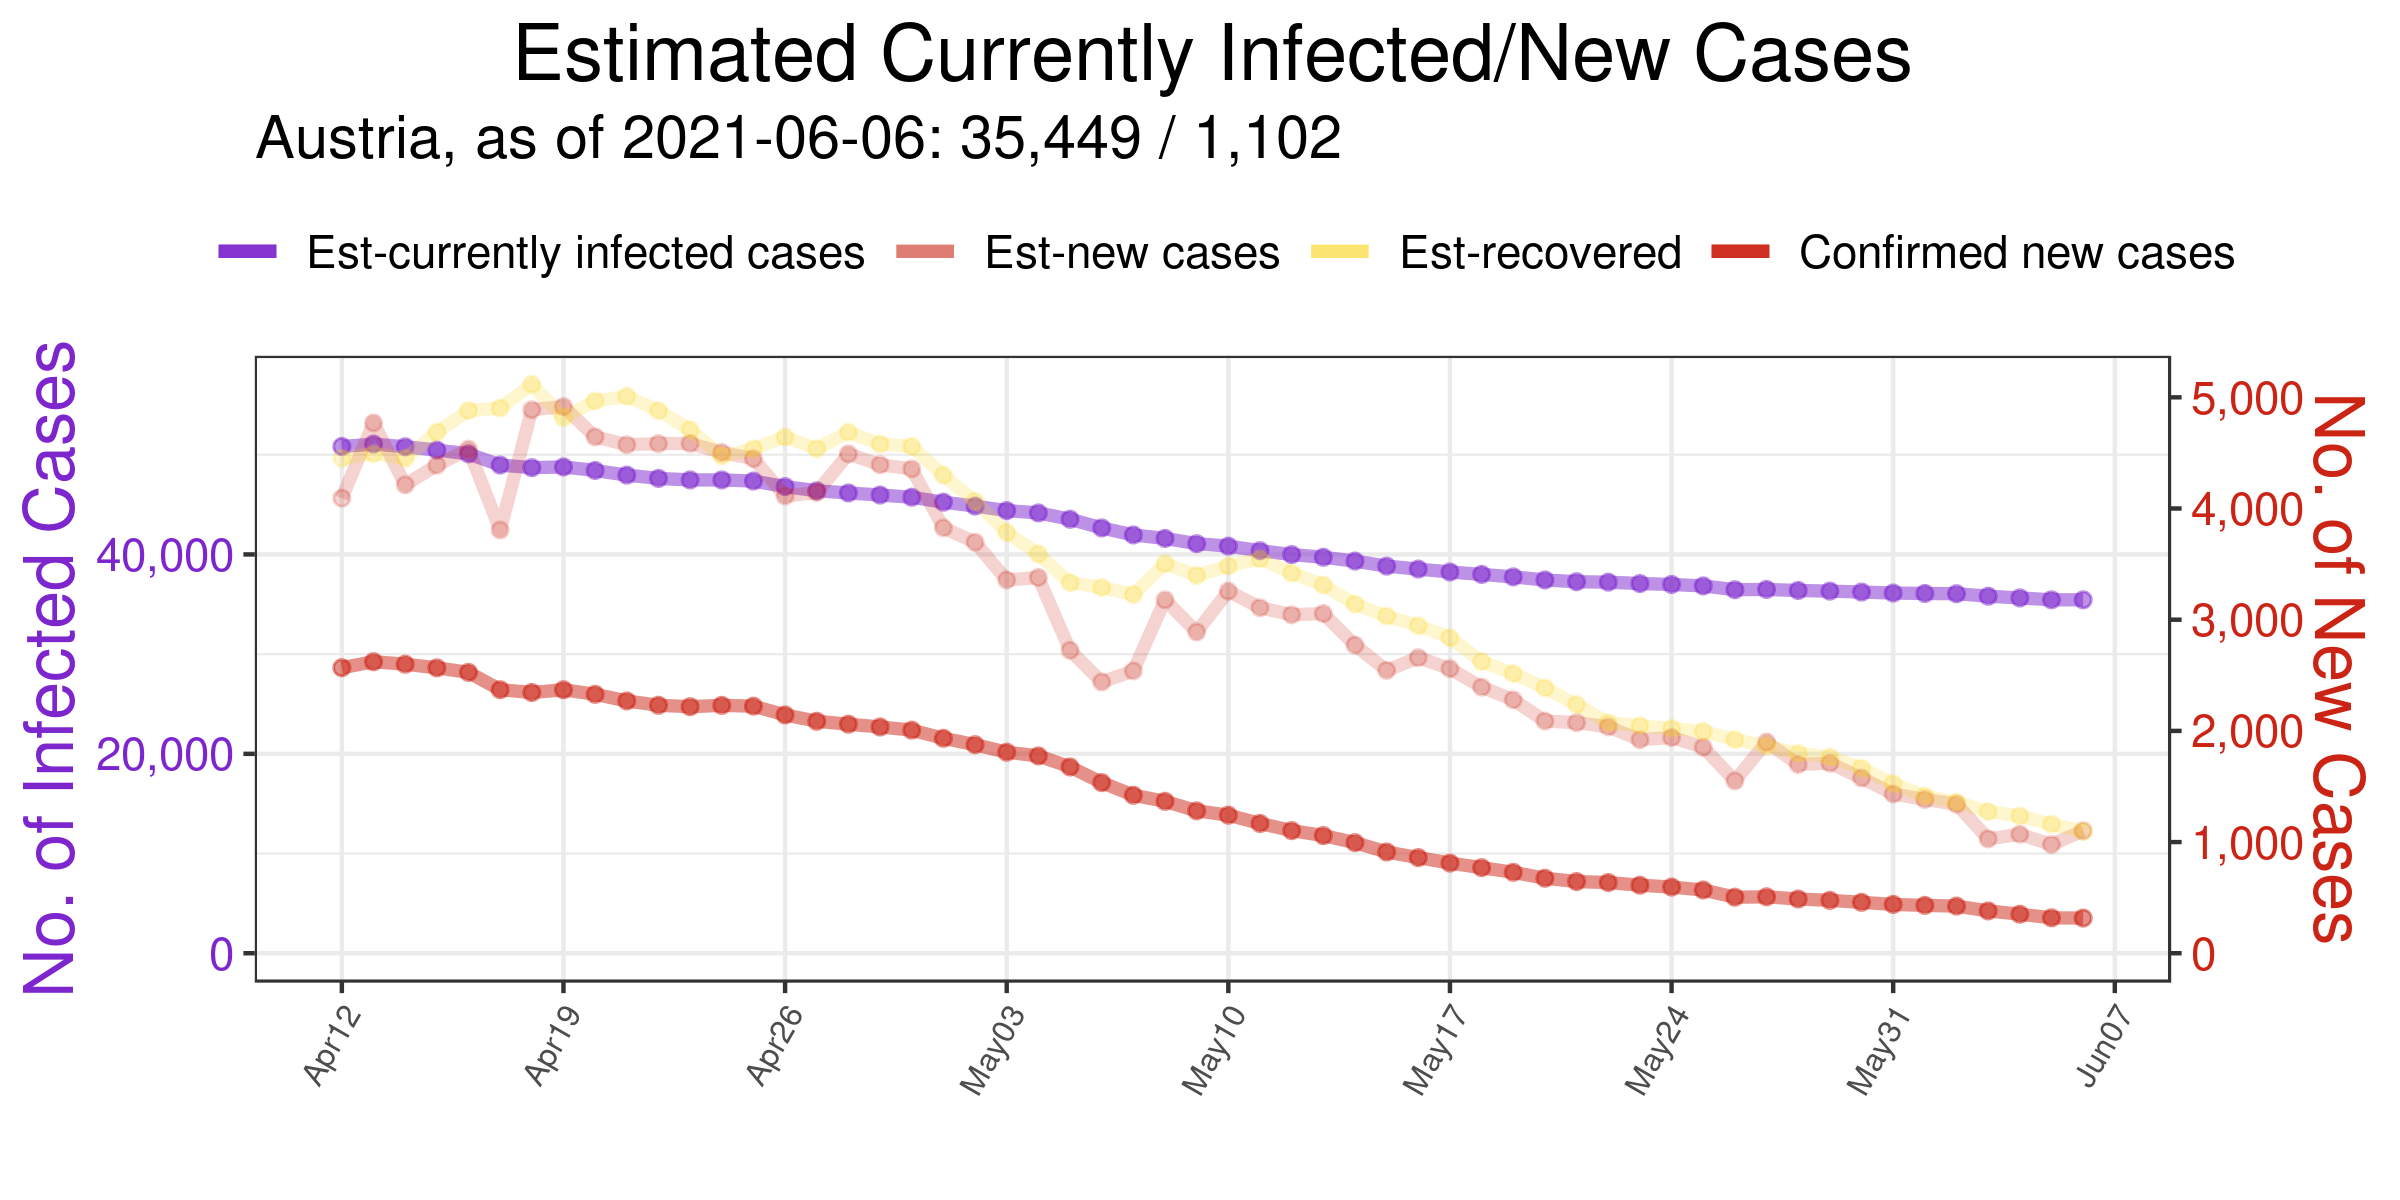 Estimated Currently Infected/New Cases
Austria, as of 2021-06-06: 35,449 / 1,102
Est-currently infected cases Est-new cases Est-recovered Confirmed new cases
No. of Infected Cases
40,000
20,000
0
5,000
4,000
3,000
2,000
1,000
0
No. of New Cases
Apr12 Apr19 Apr26 May03 May10 May17 May24 May31 Jun07